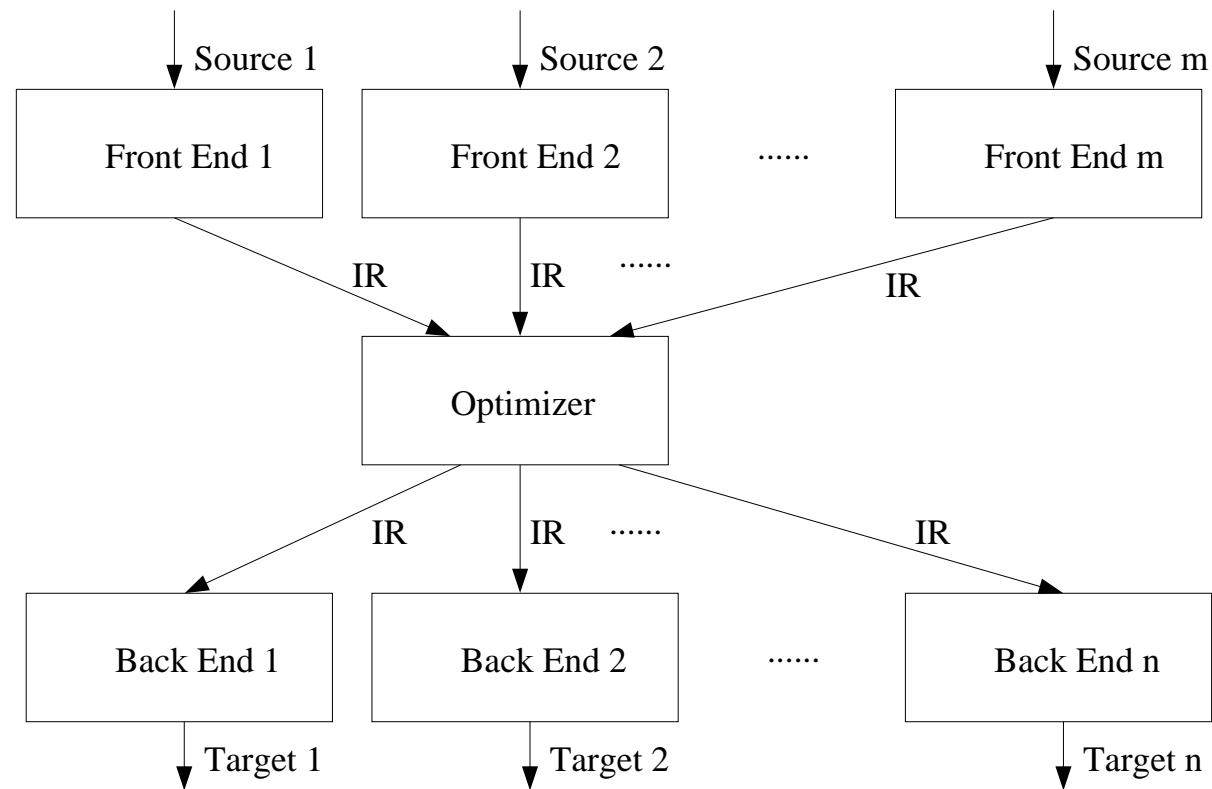 Source 1
Source 2
Source m
Front End 1
Front End 2
......
Front End m
IR
IR
......
IR
Optimizer
IR
IR
......
IR
Back End 1
Back End 2
......
Back End n
Target 1
Target 2
Target n